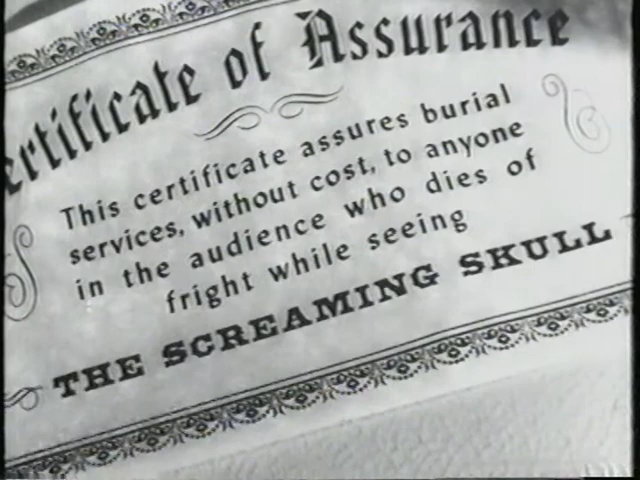 ertificate of Assurance
This certificate assures burial
services, without cost, to anyone
in the audience who dies of
fright while seeing
THE SCREAMING SKULL